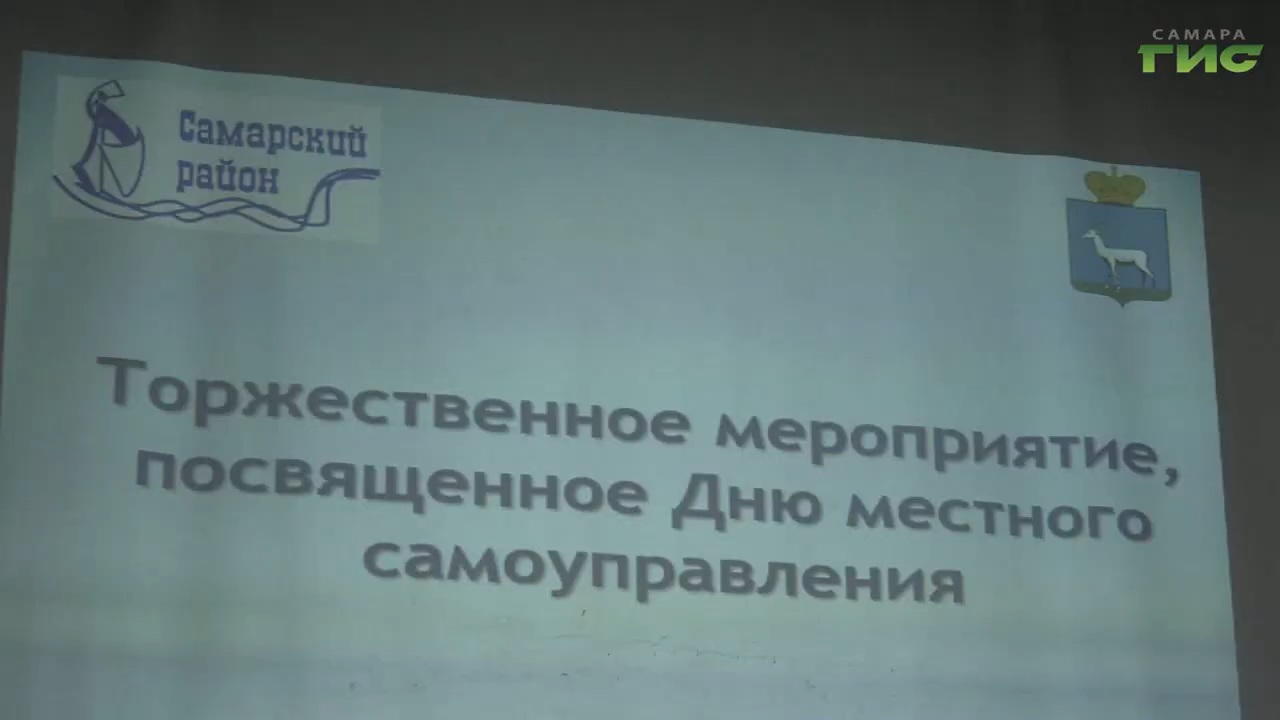 САМАРА
ГИС
Самарский
район
Торжественное мероприятие,
посвященное Дню местного
самоуправления